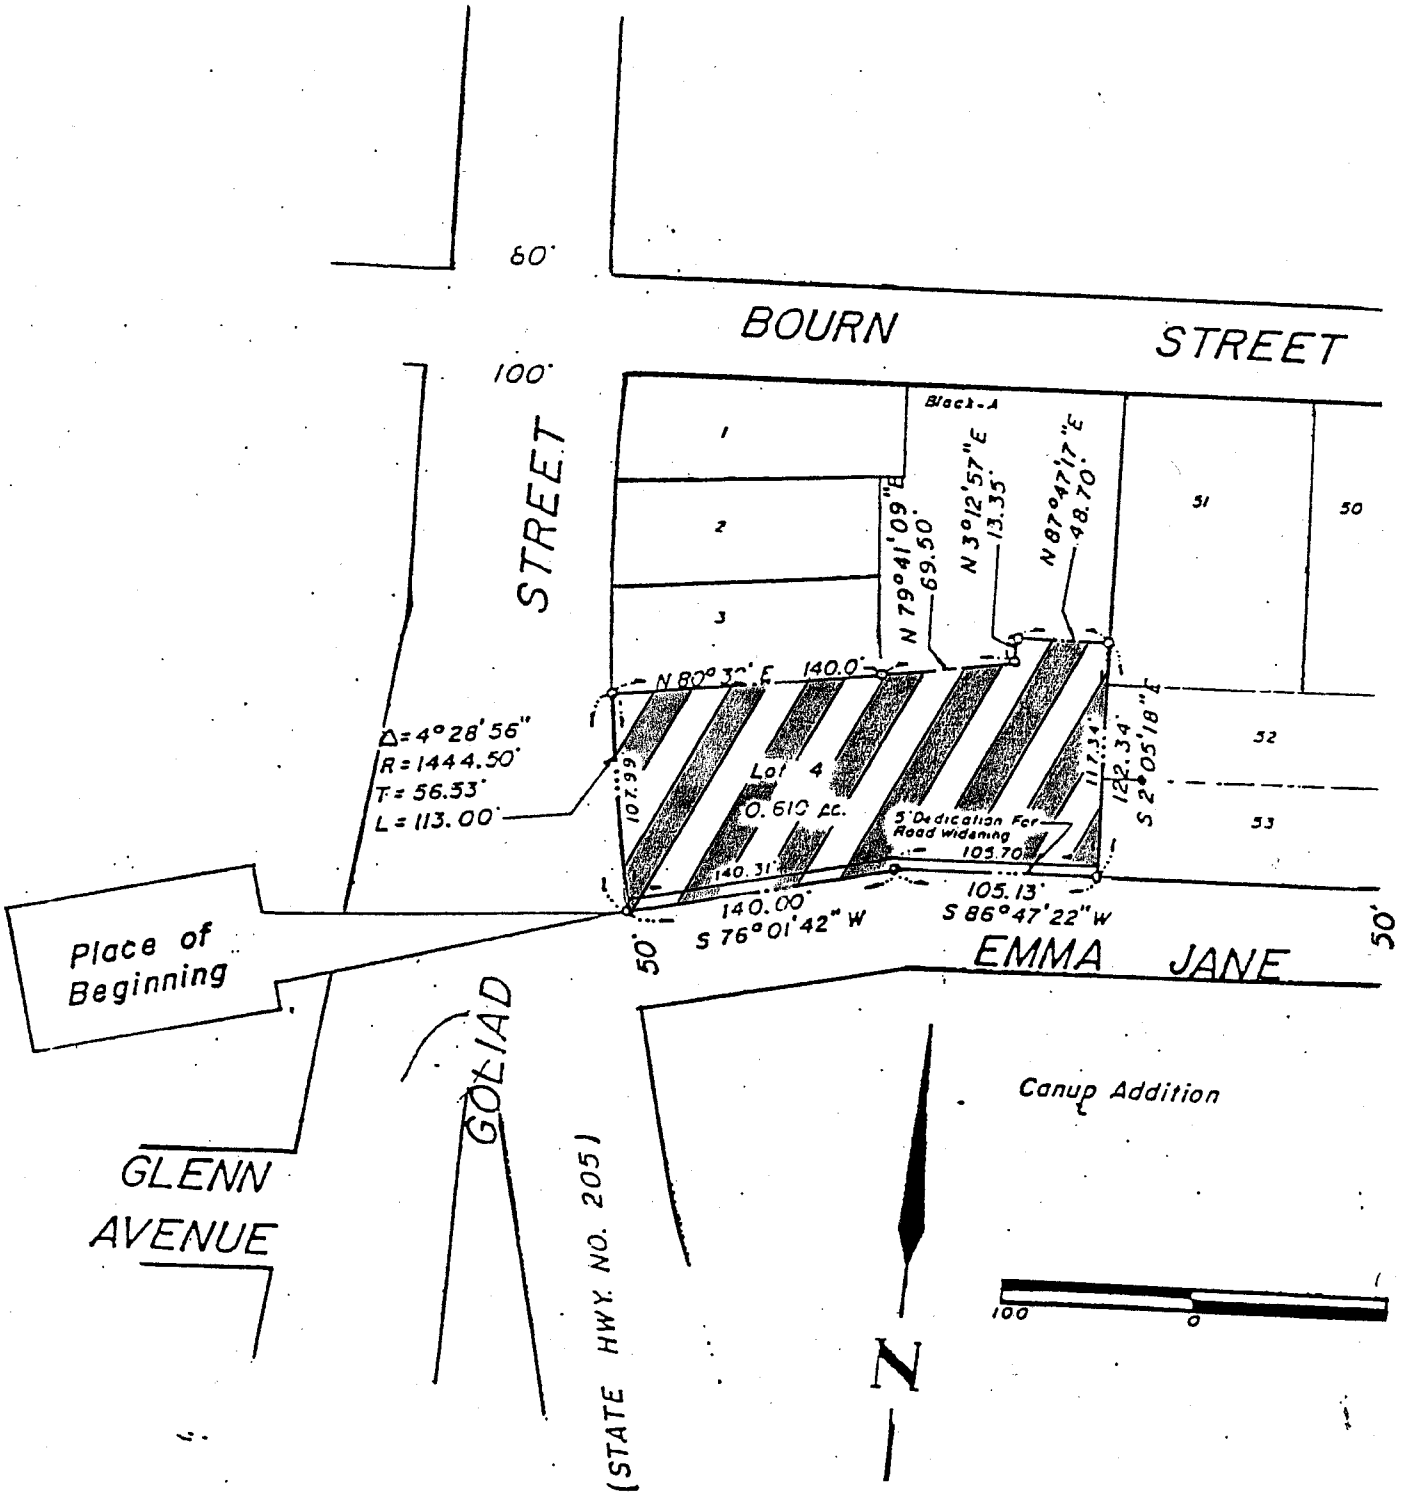 60'
BOURN STREET
100'
STREET
Block-A
1
2
3
51
50
52
53
N 79°41'09"E
69.50'
N 3°12'57"E
13.35'
N 87°47'17"E
48.70'
N 80° E 140.0'
Δ=4°28'56"
R=1444.50'
T=56.53'
L=113.00'
107.99
Lot 4
0.610 ac.
5' Dedication For
Road Widening
117.34'
122.34'
S 2°05'18"E
140.31'
105.70'
140.00'
S 76°01'42"W
105.13'
S 86°47'22"W
Place of
Beginning
50'
50'
EMMA JANE
GOLIAD
(STATE HWY. NO. 205)
Canup Addition
GLENN
AVENUE
100
0
N